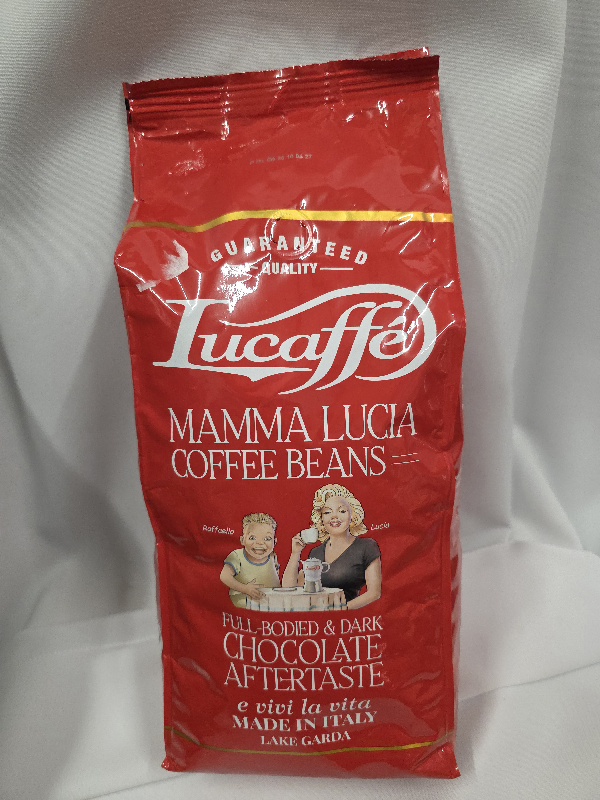 GUARANTEED
QUALITY
Lucaffé
MAMMA LUCIA
COFFEE BEANS
Raffaello
Lucia
FULL-BODIED & DARK
CHOCOLATE
AFTERTASTE
e vivi la vita
MADE IN ITALY
LAKE GARDA